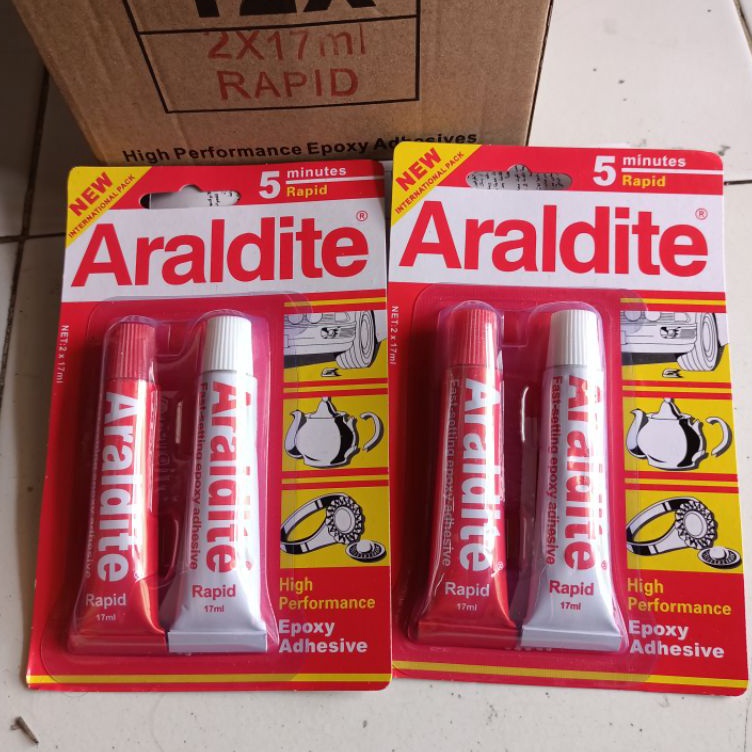 12X
2X17ml
RAPID
High Performance Epoxy Adhesives
NEW
INTERNATIONAL PACK
5 minutes
Rapid
Araldite®
NET:2 x 17ml
Araldite
Rapid
17ml
Araldite
Fast-setting epoxy adhesive
Rapid
17ml
High
Performance
Epoxy
Adhesive
NEW
INTERNATIONAL PACK
5 minutes
Rapid
Araldite®
NET:2 x 17ml
Araldite®
Fast-setting epoxy adhesive
Rapid
17ml
Araldite®
Fast-setting epoxy adhesive
Rapid
17ml
High
Performance
Epoxy
Adhesive